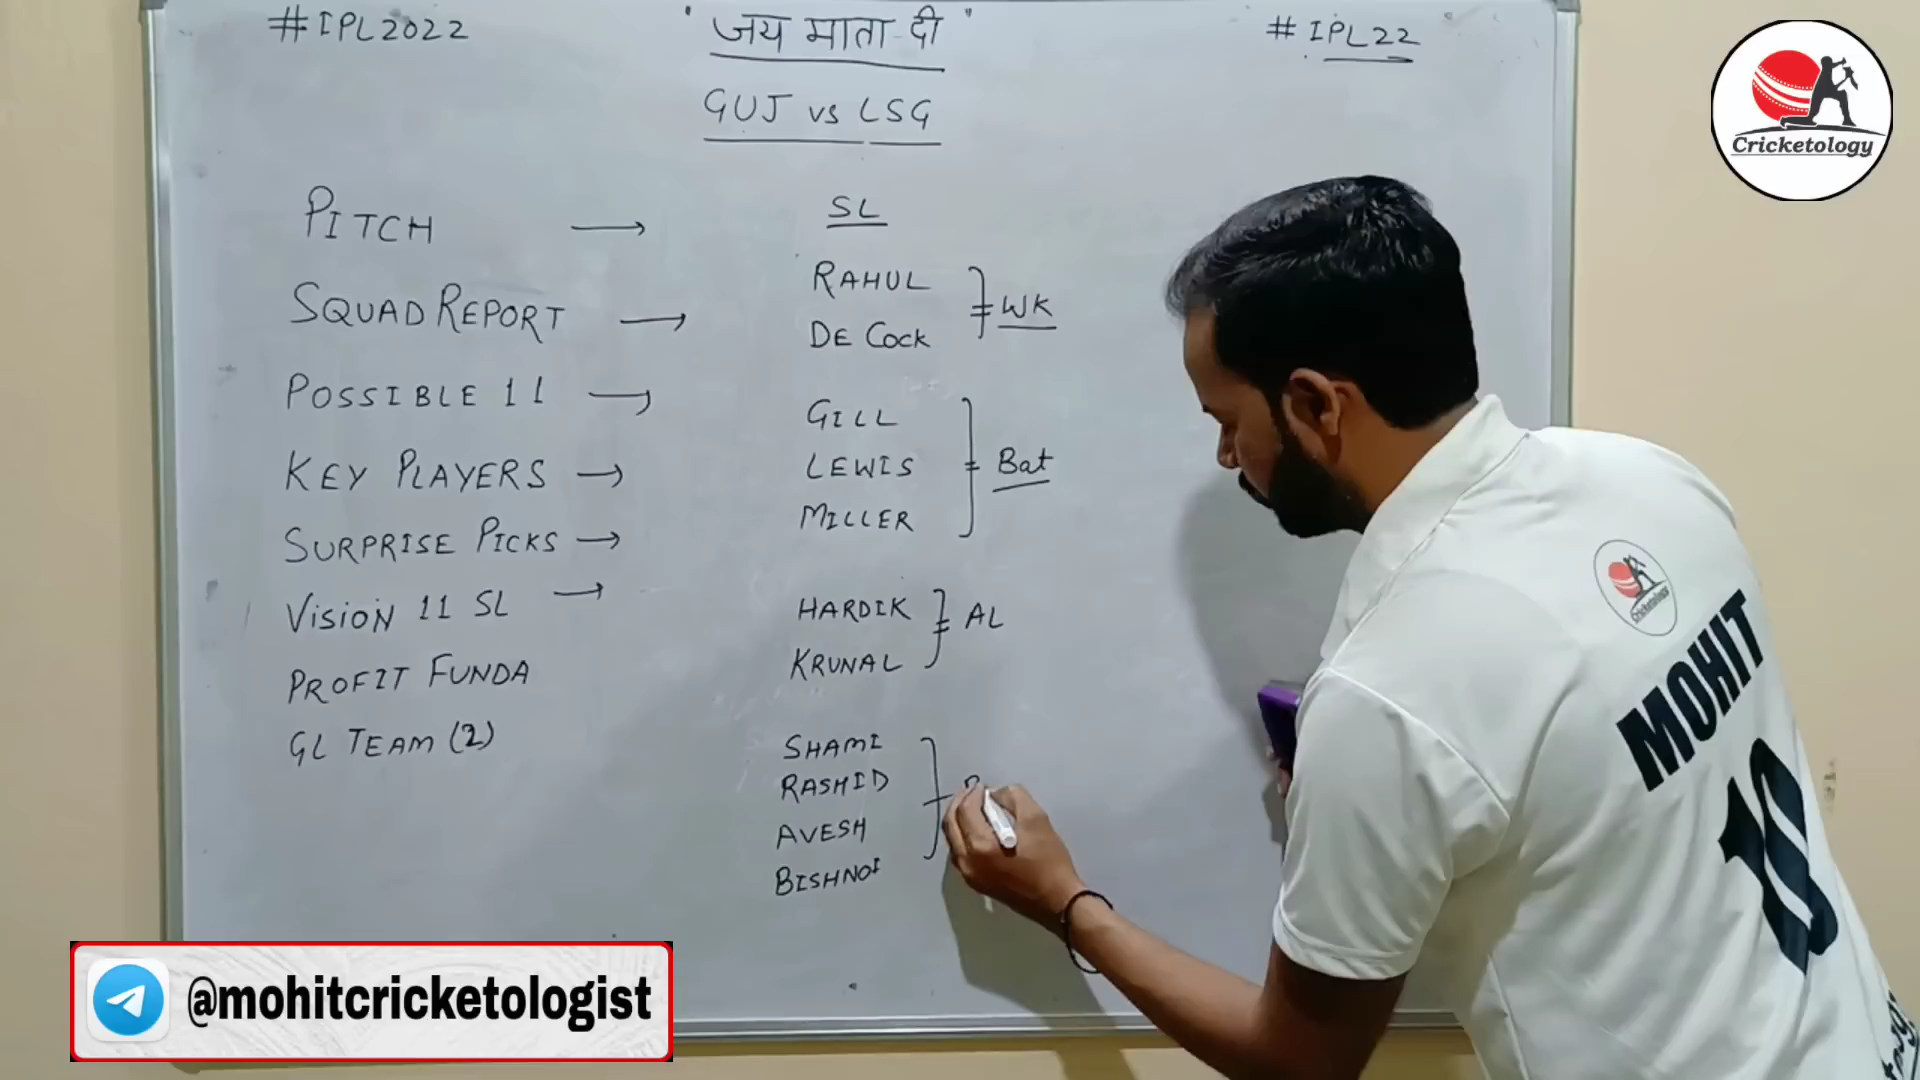 #IPL2022
"जय माता दी"
# IPL22
GUJ vs LSG
Cricketology
PITCH
SQUAD REPORT
POSSIBLE 11
KEY PLAYERS
SURPRISE PICKS
VISION 11 SL
PROFIT FUNDA
GL TEAM (2)
SL
RAHUL
DE COCK
WK
GILL
LEWIS
MILLER
Bat
HARDIK
KRUNAL
AL
SHAMI
RASHID
AVESH
BISHNOI
Cricketology
MOHIT
10
@mohitcricketologist